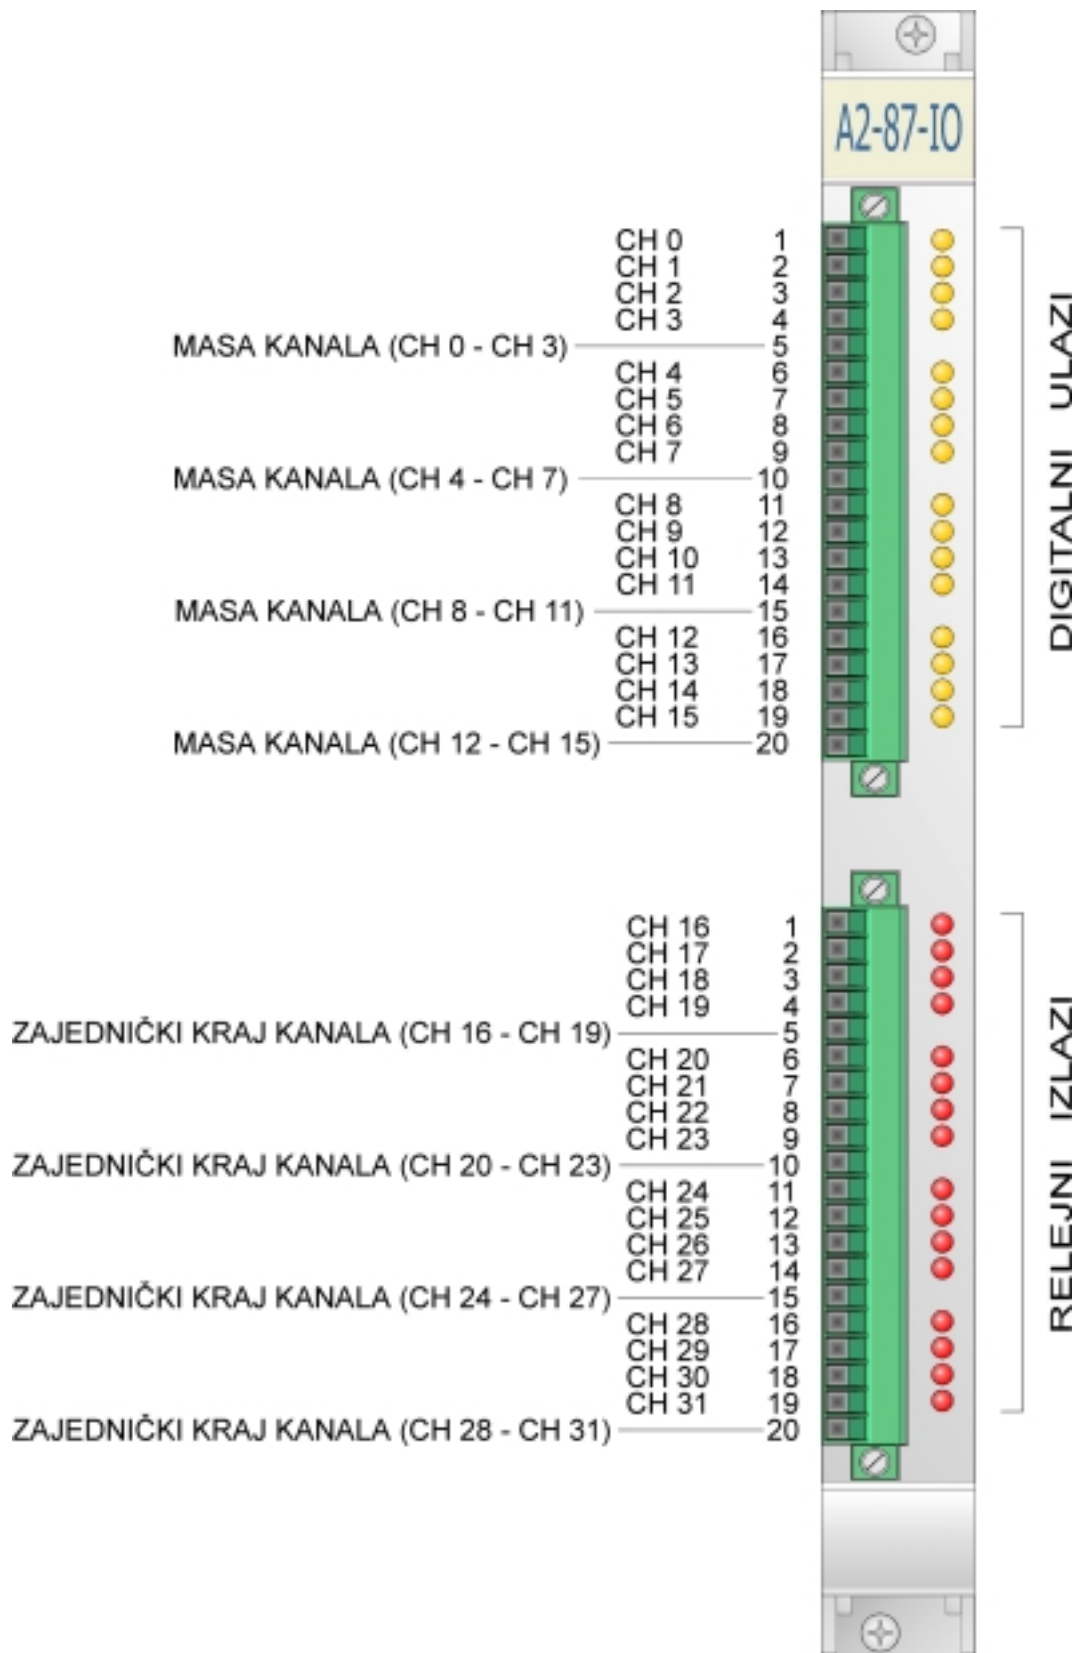 A2-87-IO
CH 0 1
CH 1 2
CH 2 3
CH 3 4
MASA KANALA (CH 0 - CH 3) 5
CH 4 6
CH 5 7
CH 6 8
CH 7 9
MASA KANALA (CH 4 - CH 7) 10
CH 8 11
CH 9 12
CH 10 13
CH 11 14
MASA KANALA (CH 8 - CH 11) 15
CH 12 16
CH 13 17
CH 14 18
CH 15 19
MASA KANALA (CH 12 - CH 15) 20
DIGITALNI ULAZI
CH 16 1
CH 17 2
CH 18 3
CH 19 4
ZAJEDNIČKI KRAJ KANALA (CH 16 - CH 19) 5
CH 20 6
CH 21 7
CH 22 8
CH 23 9
ZAJEDNIČKI KRAJ KANALA (CH 20 - CH 23) 10
CH 24 11
CH 25 12
CH 26 13
CH 27 14
ZAJEDNIČKI KRAJ KANALA (CH 24 - CH 27) 15
CH 28 16
CH 29 17
CH 30 18
CH 31 19
ZAJEDNIČKI KRAJ KANALA (CH 28 - CH 31) 20
RELEJNI IZLAZI